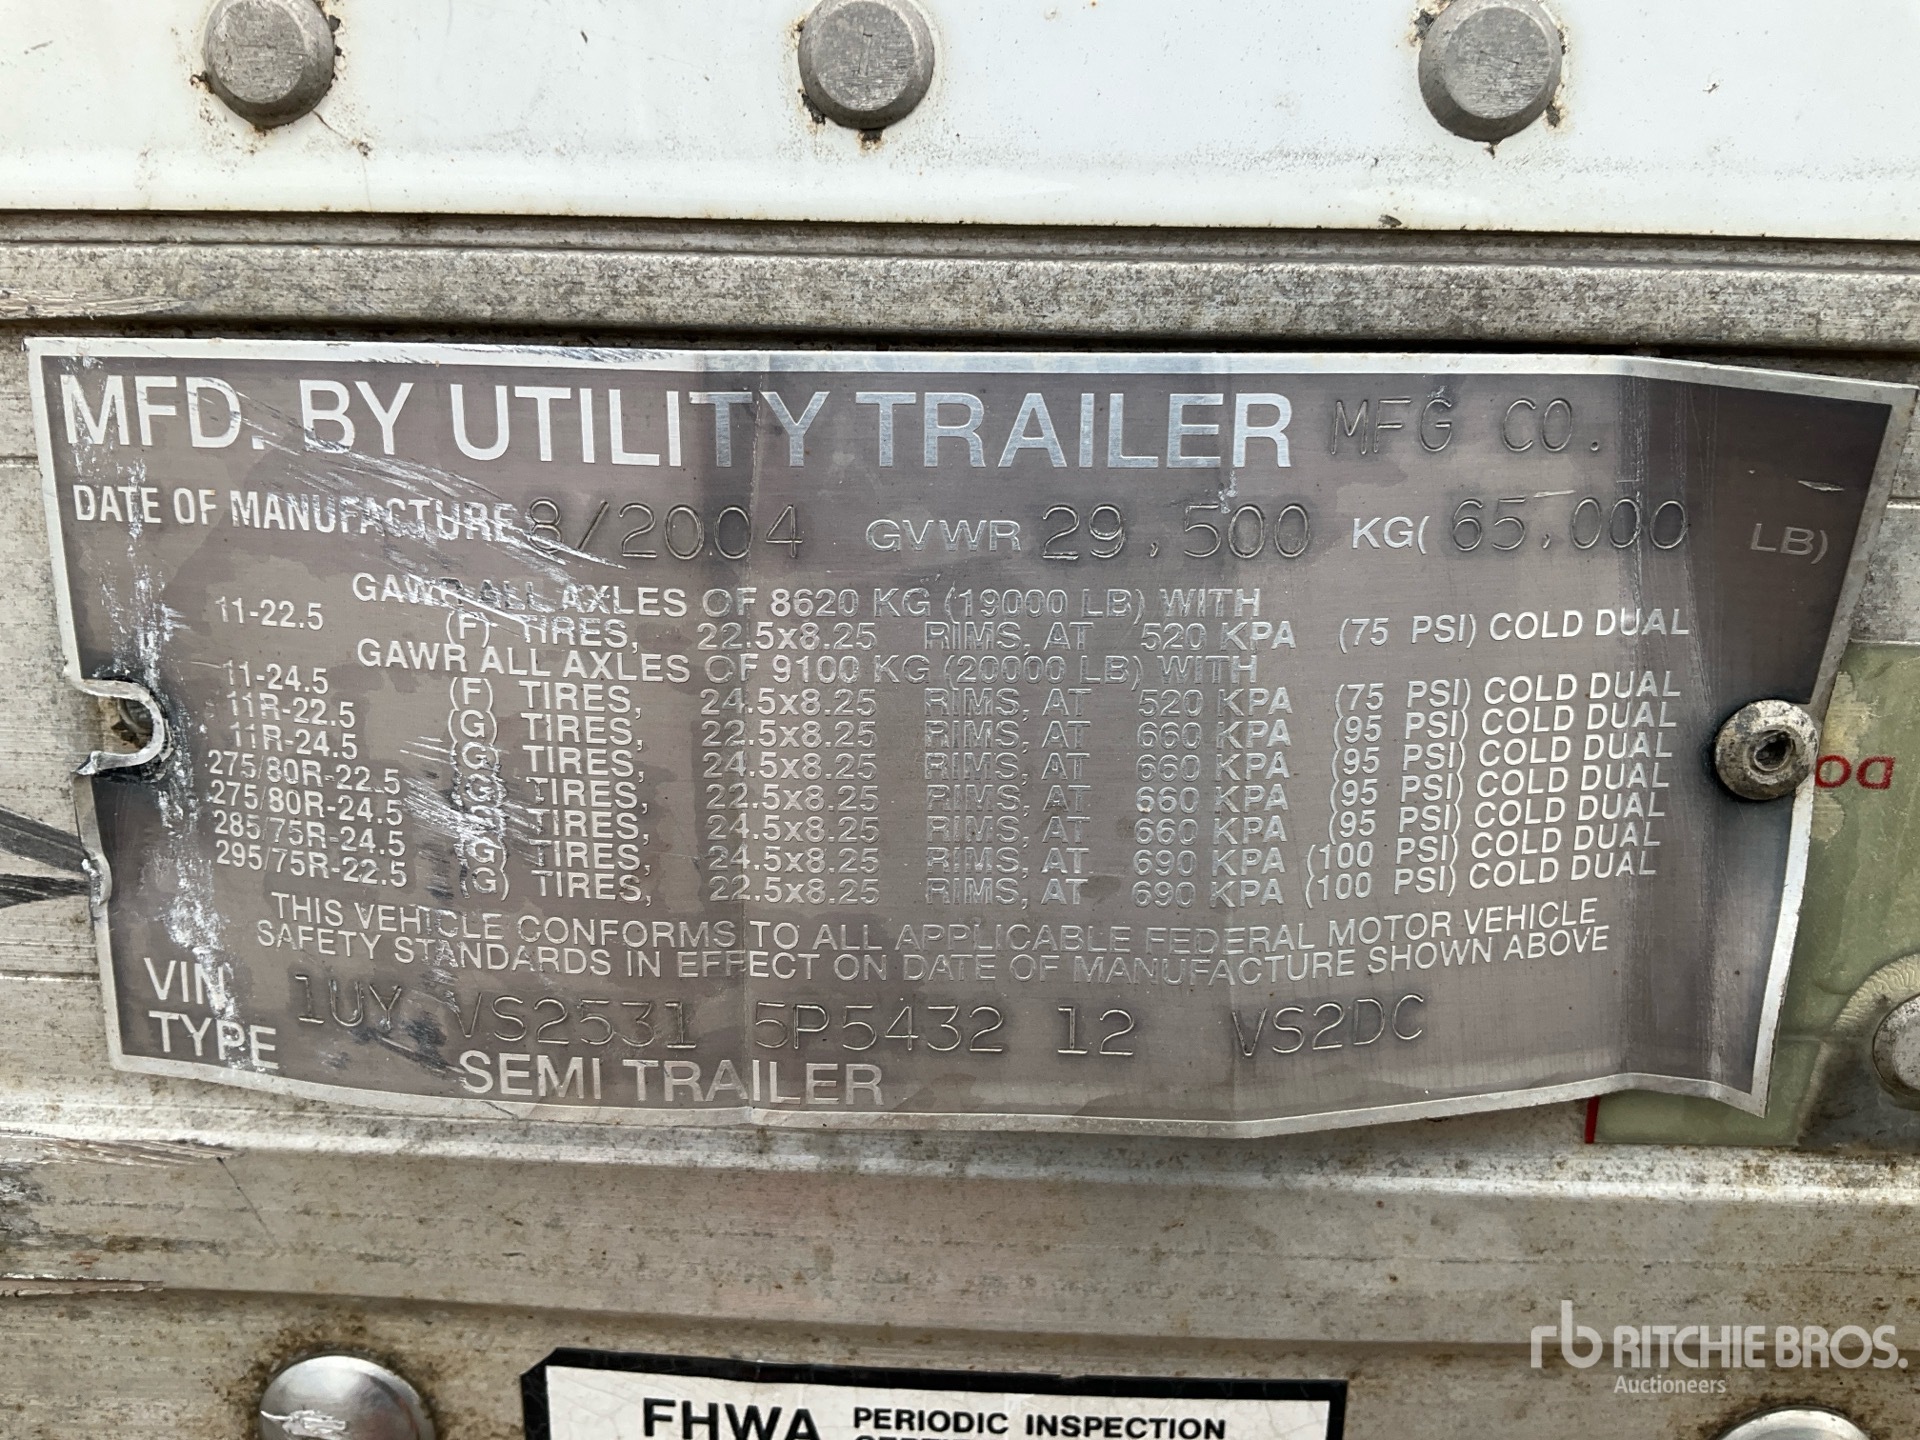 MFD. BY UTILITY TRAILER MFG CO.
DATE OF MANUFACTURE 8/2004 GVWR 29,500 KG( 65,000 LB)
GAWR ALL AXLES OF 8620 KG (19000 LB) WITH
11-22.5 (F) TIRES, 22.5x8.25 RIMS, AT 520 KPA (75 PSI) COLD DUAL
GAWR ALL AXLES OF 9100 KG (20000 LB) WITH
11-24.5 (F) TIRES, 24.5x8.25 RIMS, AT 520 KPA (75 PSI) COLD DUAL
11R-22.5 (G) TIRES, 22.5x8.25 RIMS, AT 660 KPA (95 PSI) COLD DUAL
11R-24.5 (G) TIRES, 24.5x8.25 RIMS, AT 660 KPA (95 PSI) COLD DUAL
275/80R-22.5 (G) TIRES, 22.5x8.25 RIMS, AT 660 KPA (95 PSI) COLD DUAL
275/80R-24.5 (G) TIRES, 24.5x8.25 RIMS, AT 660 KPA (95 PSI) COLD DUAL
285/75R-24.5 (G) TIRES, 24.5x8.25 RIMS, AT 690 KPA (100 PSI) COLD DUAL
295/75R-22.5 (G) TIRES, 22.5x8.25 RIMS, AT 690 KPA (100 PSI) COLD DUAL
THIS VEHICLE CONFORMS TO ALL APPLICABLE FEDERAL MOTOR VEHICLE
SAFETY STANDARDS IN EFFECT ON DATE OF MANUFACTURE SHOWN ABOVE
VIN 1UY VS2531 5P5432 12 VS2DC
TYPE SEMI TRAILER
DO
FHWA PERIODIC INSPECTION
rb RITCHIE BROS.
Auctioneers